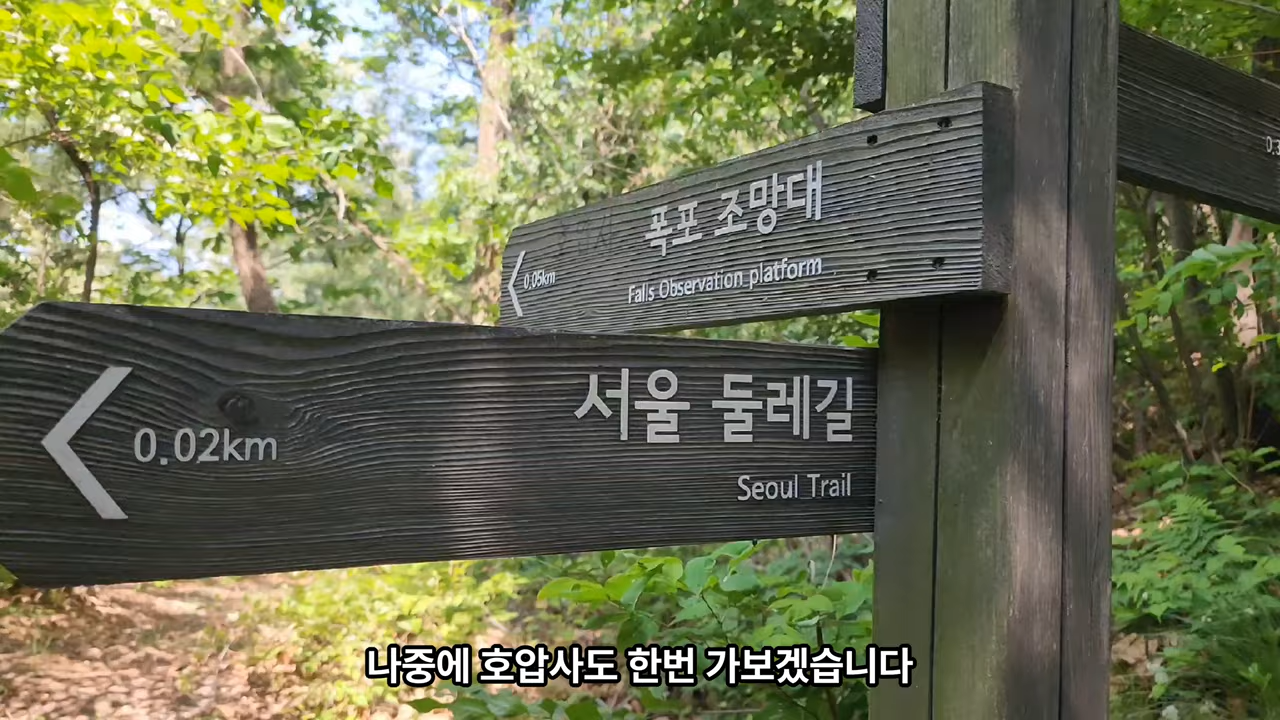 폭포 조망대
0.05km
Falls Observation platform
서울 둘레길
0.02km
Seoul Trail
나중에 호압사도 한번 가보겠습니다